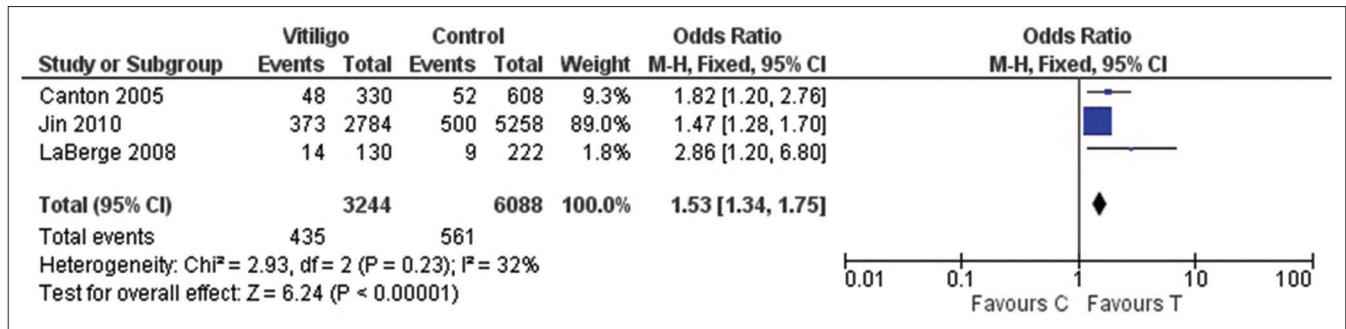 Vitiligo Control Odds Ratio Odds Ratio
Study or Subgroup Events Total Events Total Weight M-H, Fixed, 95% CI M-H, Fixed, 95% CI
Canton 2005 48 330 52 608 9.3% 1.82 [1.20, 2.76]
Jin 2010 373 2784 500 5258 89.0% 1.47 [1.28, 1.70]
LaBerge 2008 14 130 9 222 1.8% 2.86 [1.20, 6.80]
Total (95% CI) 3244 6088 100.0% 1.53 [1.34, 1.75]
Total events 435 561
Heterogeneity: Chi² = 2.93, df = 2 (P = 0.23); I² = 32%
Test for overall effect: Z = 6.24 (P < 0.00001)
0.01 0.1 1 10 100
Favours C Favours T